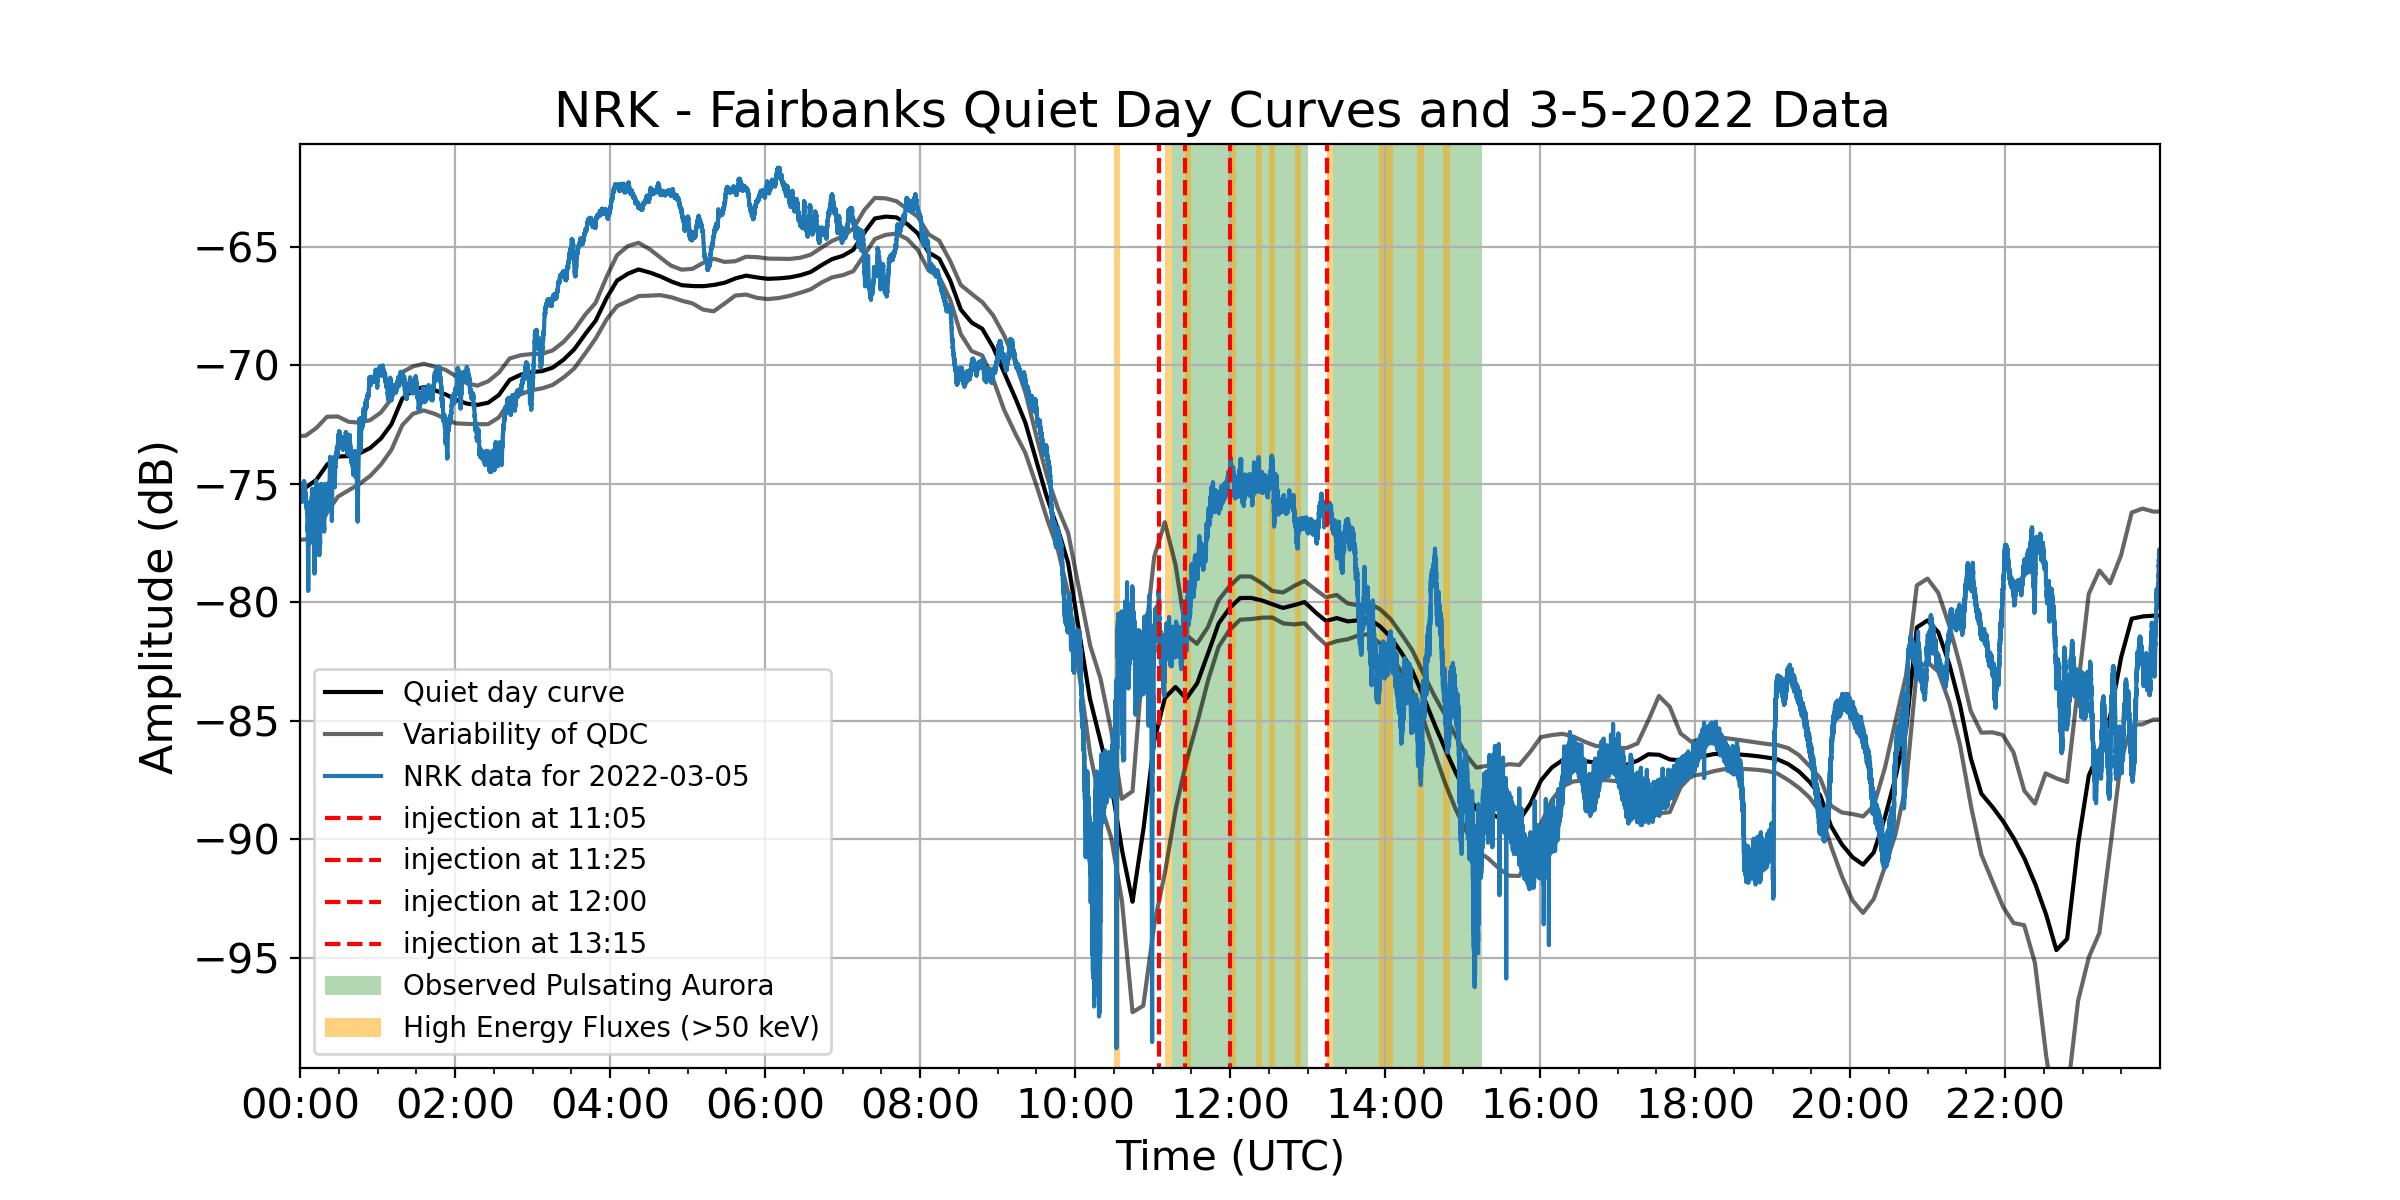 NRK - Fairbanks Quiet Day Curves and 3-5-2022 Data
Amplitude (dB)
−65
−70
−75
−80
−85
−90
−95
Quiet day curve
Variability of QDC
NRK data for 2022-03-05
injection at 11:05
injection at 11:25
injection at 12:00
injection at 13:15
Observed Pulsating Aurora
High Energy Fluxes (>50 keV)
00:00 02:00 04:00 06:00 08:00 10:00 12:00 14:00 16:00 18:00 20:00 22:00
Time (UTC)